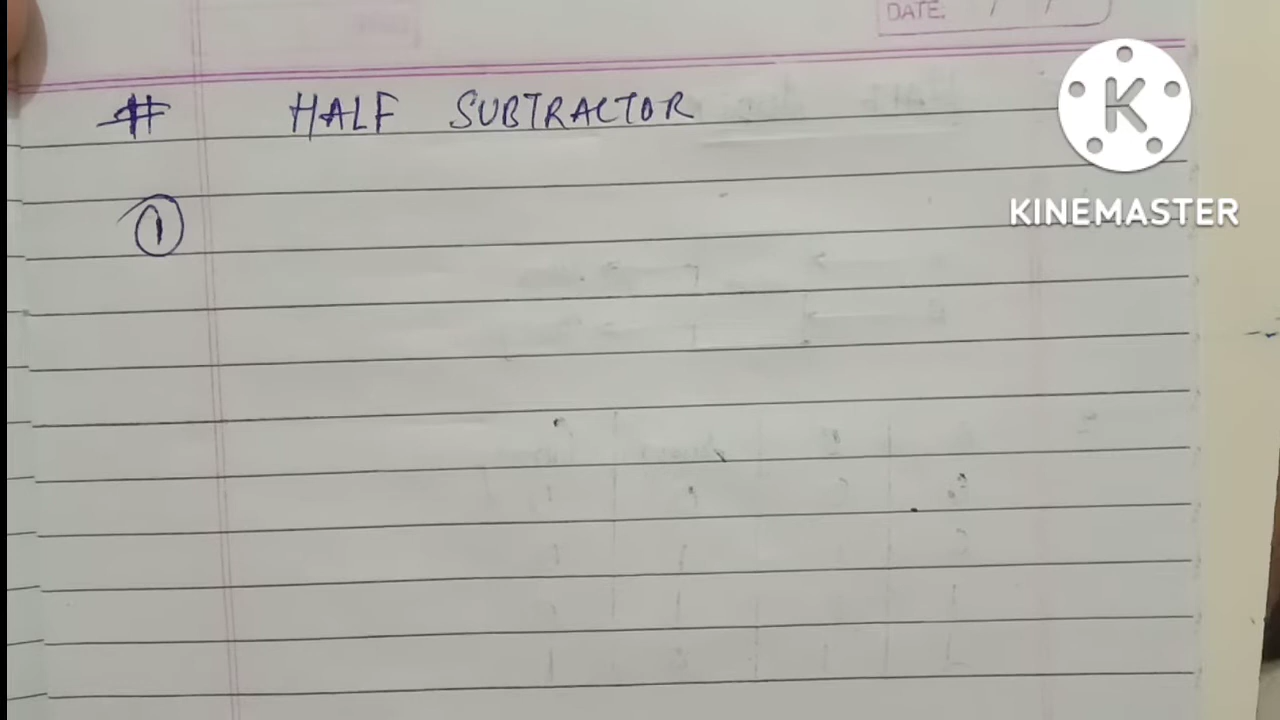 DATE.
# HALF SUBTRACTOR
K
KINEMASTER
①